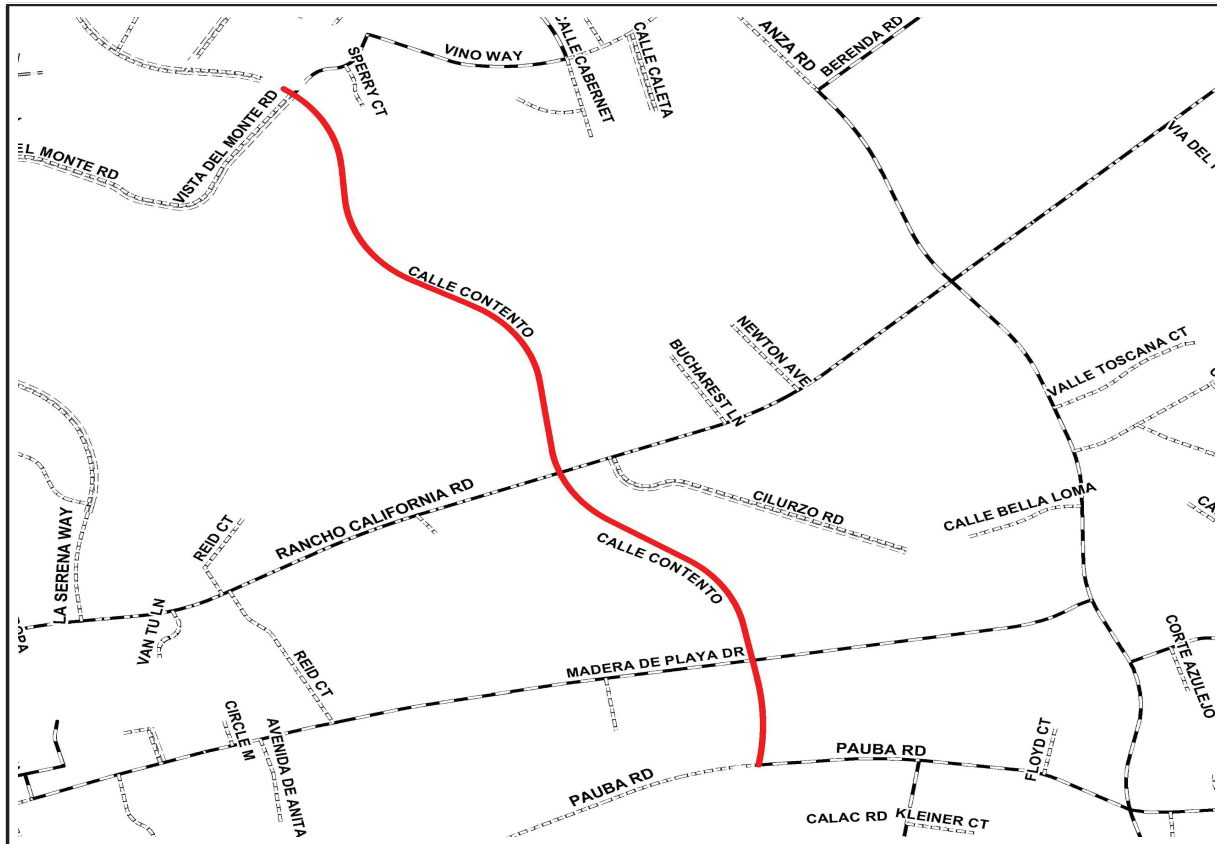 CALLE CABERNET
CALLE CALETA
ANZA RD
BERENDA RD
VINO WAY
SPERRY CT
VISTA DEL MONTE RD
EL MONTE RD
VIA DEL
CALLE CONTENTO
NEWTON AVE
BUCHAREST LN
VALLE TOSCANA CT
RANCHO CALIFORNIA RD
CILURZO RD
CALLE BELLA LOMA
CA
REID CT
LA SERENA WAY
CALLE CONTENTO
OPA
VAN TU LN
REID CT
MADERA DE PLAYA DR
CORTE AZULEJO
CIRCLE M
AVENIDA DE ANITA
PAUBA RD
FLOYD CT
PAUBA RD
CALAC RD
KLEINER CT